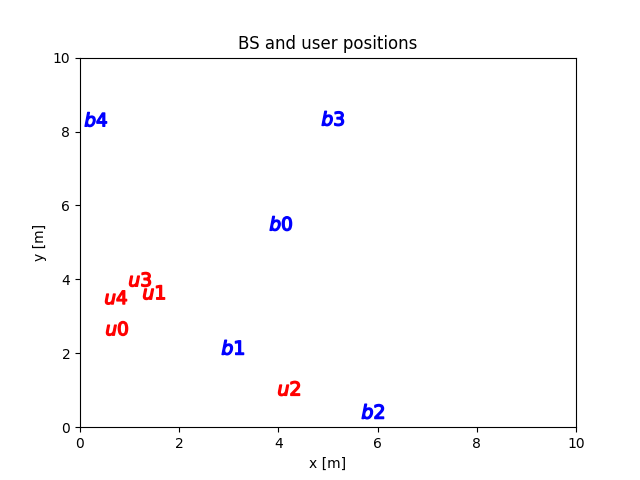 BS and user positions
10
8
6
4
2
0
y [m]
b4
b3
b0
u3
u1
u4
u0
b1
u2
b2
0 2 4 6 8 10
x [m]